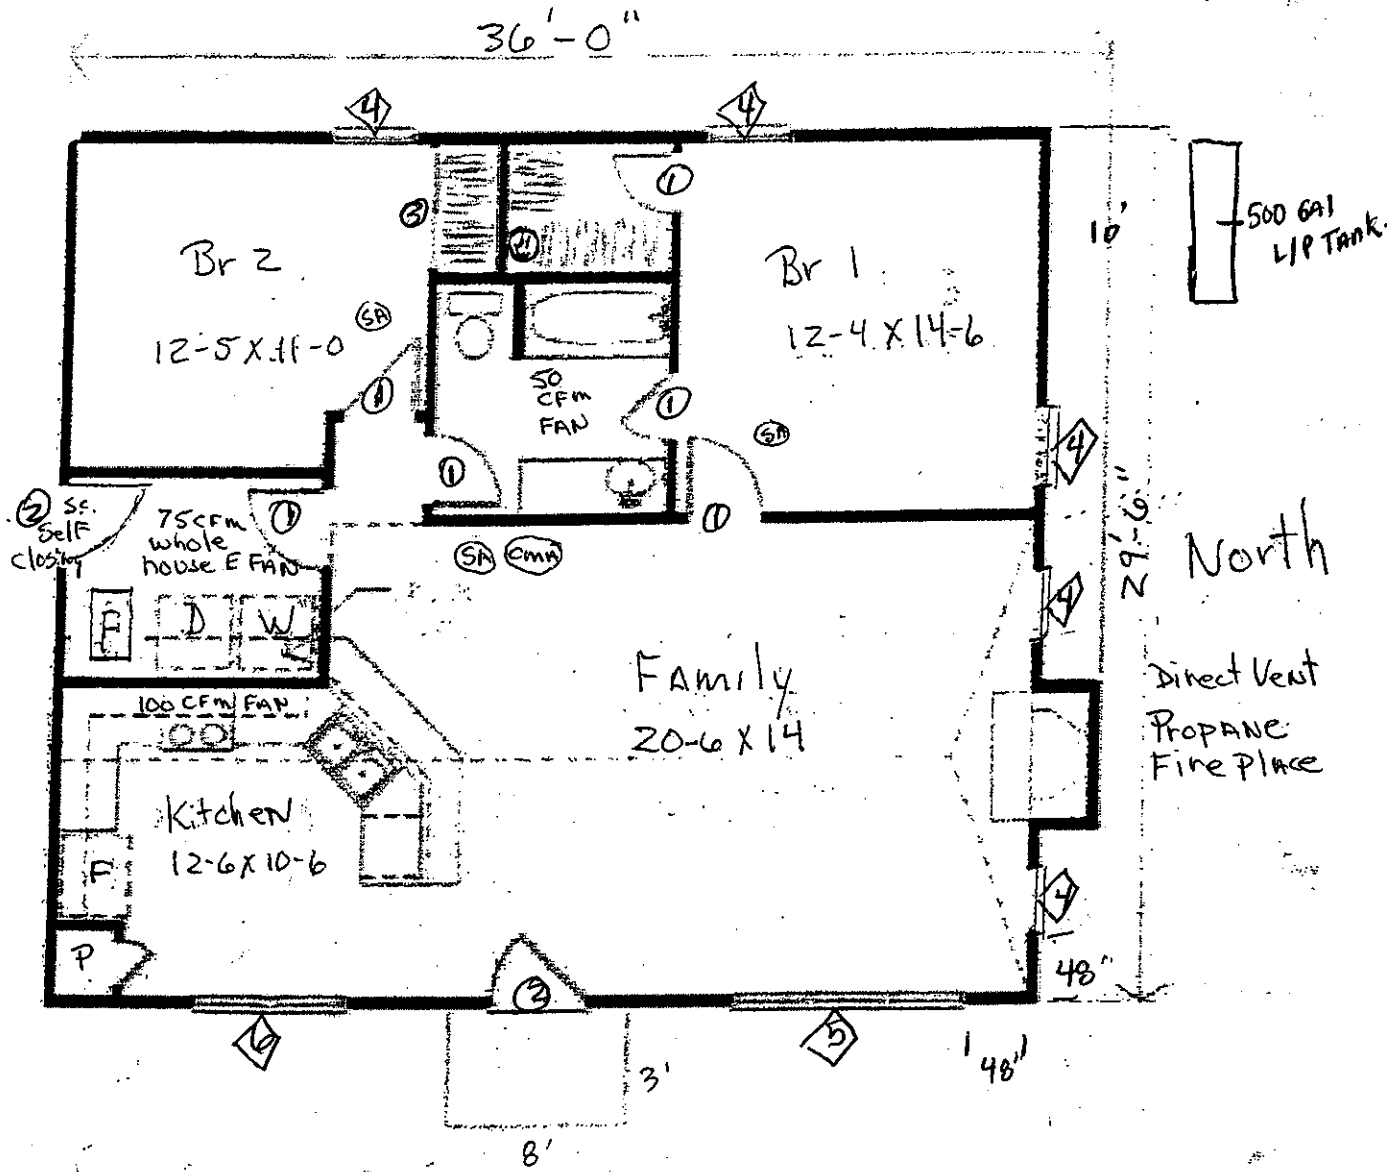 36'-0"
4
4
10'
500 GAl
L/P TANK.
1
3
Br 2
12-5 X 11-0
SA
1
Br 1
12-4 X 14-6
50
CFM
FAN
1
SA
4
1
1
2 Sc.
Self
Closing
75 CFM
whole
house E FAN
1
SA
29'-6"
North
4
F
D
W
Family
20-6 X 14
Direct Vent
PROPANE
Fire Place
100 CFM FAN
Kitchen
12-6 X 10-6
F
P
4
48"
2
6
5
48"
3'
8'